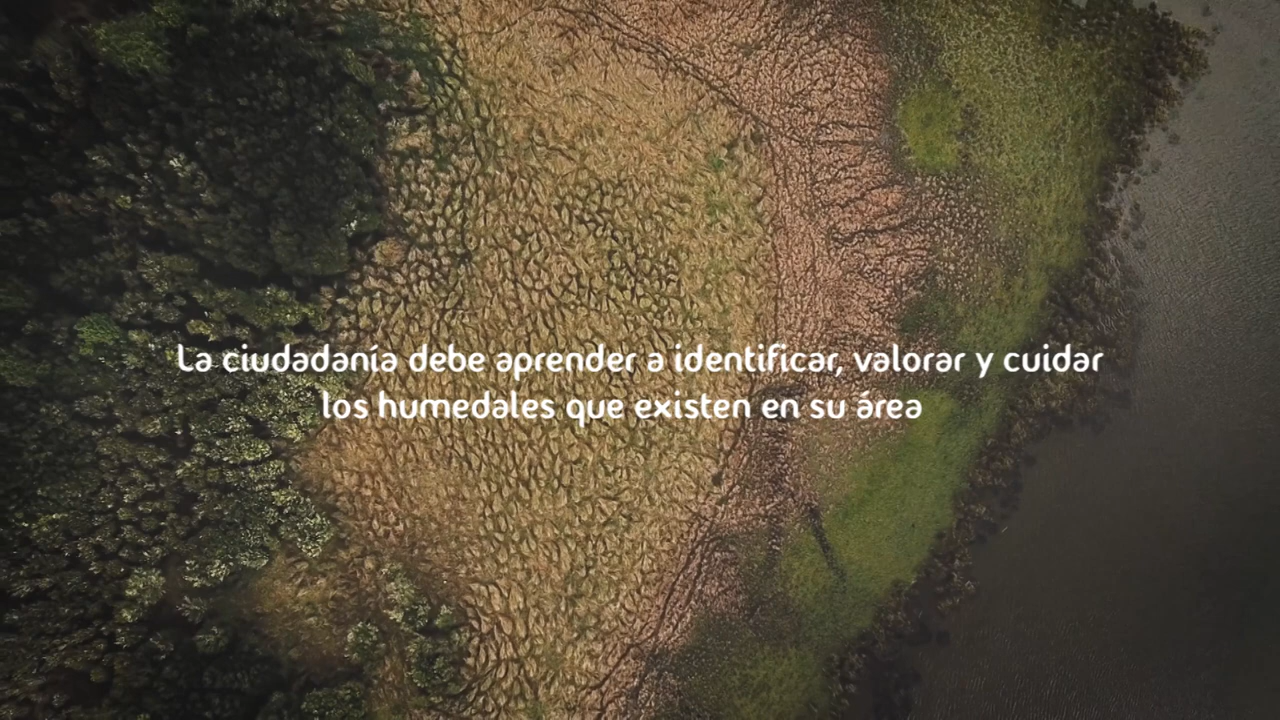 La ciudadanía debe aprender a identificar, valorar y cuidar
los humedales que existen en su área